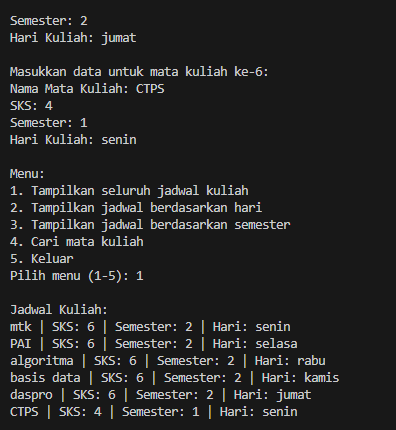 Semester: 2
Hari Kuliah: jumat
Masukkan data untuk mata kuliah ke-6:
Nama Mata Kuliah: CTPS
SKS: 4
Semester: 1
Hari Kuliah: senin
Menu:
1. Tampilkan seluruh jadwal kuliah
2. Tampilkan jadwal berdasarkan hari
3. Tampilkan jadwal berdasarkan semester
4. Cari mata kuliah
5. Keluar
Pilih menu (1-5): 1
Jadwal Kuliah:
mtk | SKS: 6 | Semester: 2 | Hari: senin
PAI | SKS: 6 | Semester: 2 | Hari: selasa
algoritma | SKS: 6 | Semester: 2 | Hari: rabu
basis data | SKS: 6 | Semester: 2 | Hari: kamis
daspro | SKS: 6 | Semester: 2 | Hari: jumat
CTPS | SKS: 4 | Semester: 1 | Hari: senin